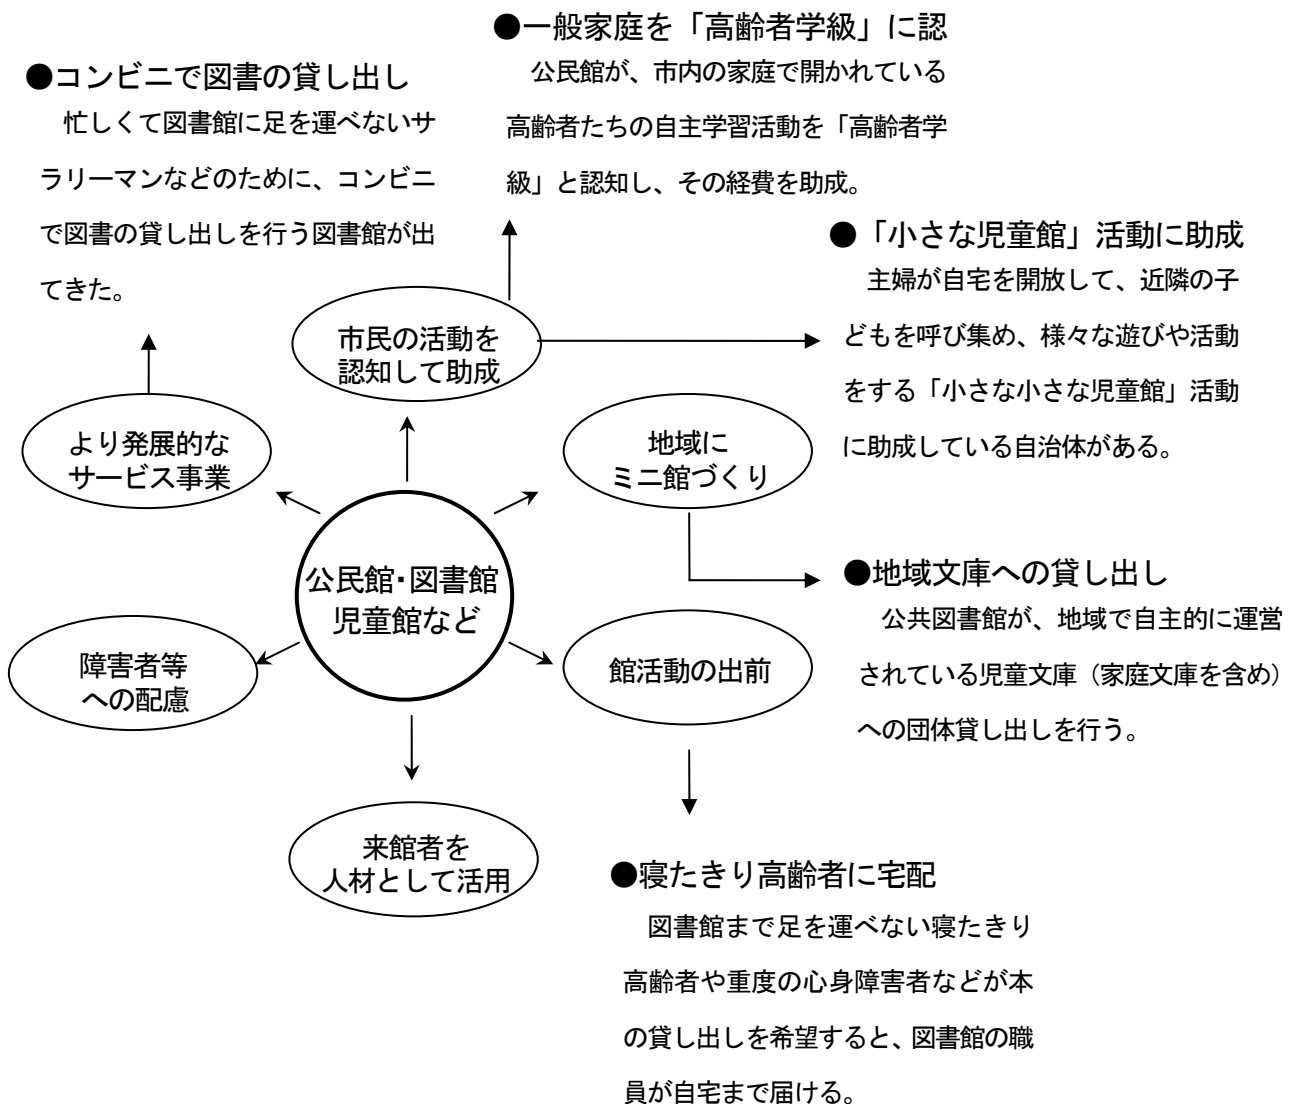 ●一般家庭を「高齢者学級」に認
公民館が、市内の家庭で開かれている
高齢者たちの自主学習活動を「高齢者学
級」と認知し、その経費を助成。
●コンビニで図書の貸し出し
忙しくて図書館に足を運べないサ
ラリーマンなどのために、コンビニ
で図書の貸し出しを行う図書館が出
てきた。
●「小さな児童館」活動に助成
主婦が自宅を開放して、近隣の子
どもを呼び集め、様々な遊びや活動
をする「小さな小さな児童館」活動
に助成している自治体がある。
市民の活動を
認知して助成
より発展的な
サービス事業
地域に
ミニ館づくり
公民館・図書館
児童館など
●地域文庫への貸し出し
公共図書館が、地域で自主的に運営
されている児童文庫（家庭文庫を含め）
への団体貸し出しを行う。
障害者等
への配慮
館活動の出前
来館者を
人材として活用
●寝たきり高齢者に宅配
図書館まで足を運べない寝たきり
高齢者や重度の心身障害者などが本
の貸し出しを希望すると、図書館の職
員が自宅まで届ける。